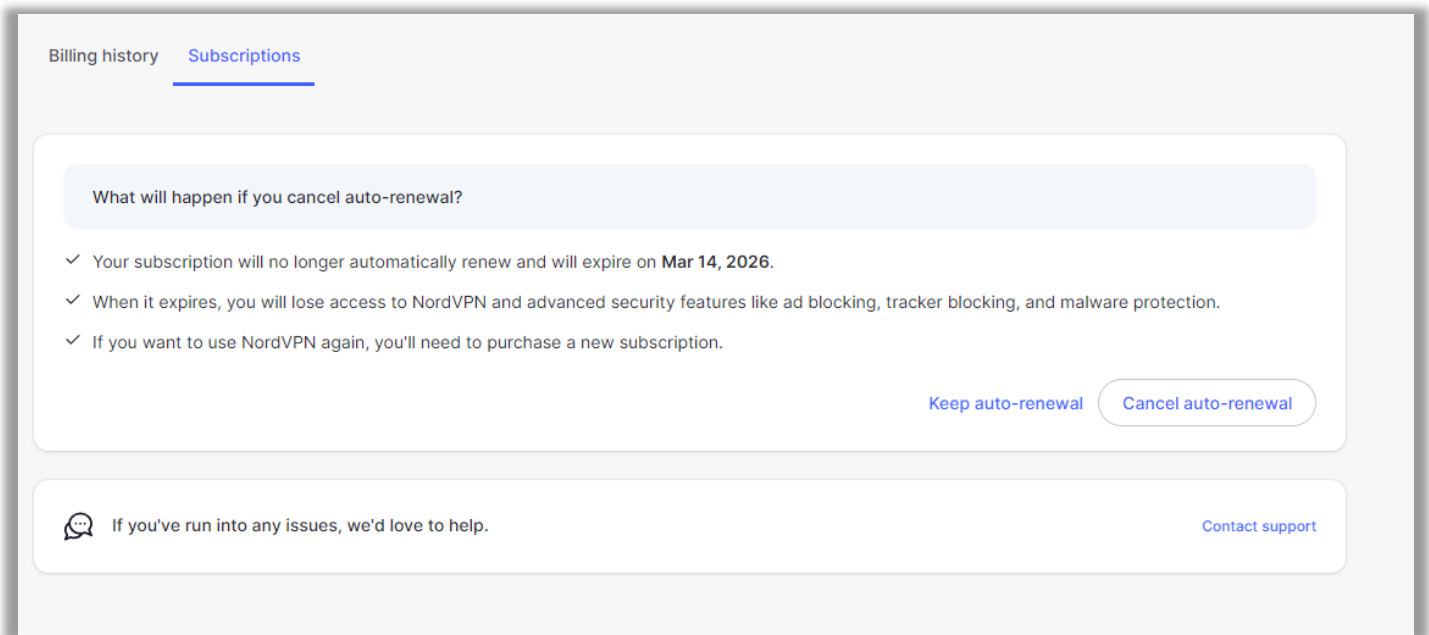 Billing history Subscriptions
What will happen if you cancel auto-renewal?
Your subscription will no longer automatically renew and will expire on Mar 14, 2026.
When it expires, you will lose access to NordVPN and advanced security features like ad blocking, tracker blocking, and malware protection.
If you want to use NordVPN again, you'll need to purchase a new subscription.
Keep auto-renewal Cancel auto-renewal
If you've run into any issues, we'd love to help. Contact support